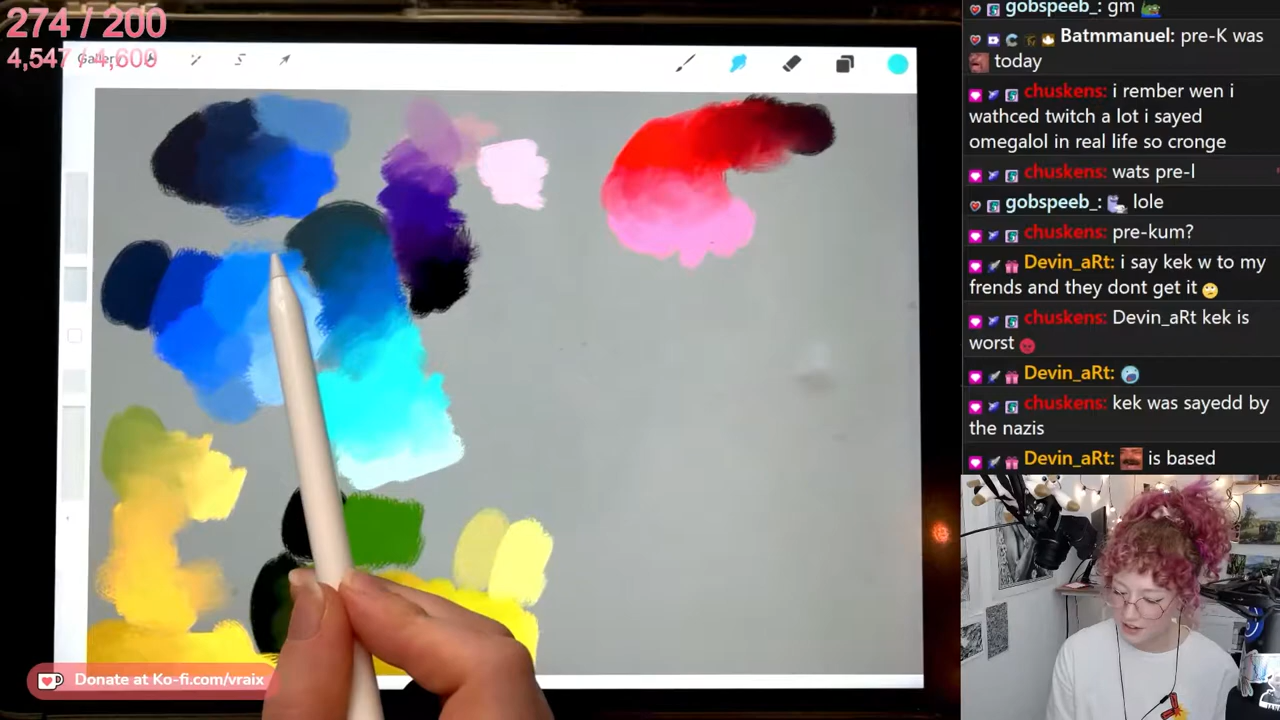 274 / 200
4,547 / 4,600
Gallery
Donate at Ko-fi.com/vraix
gobspeeb_: gm
Batmmanuel: pre-K was
today
chuskens: i rember wen i
wathced twitch a lot i sayed
omegalol in real life so cronge
chuskens: wats pre-l
gobspeeb_: lole
chuskens: pre-kum?
Devin_aRt: i say kek w to my
frends and they dont get it
chuskens: Devin_aRt kek is
worst
Devin_aRt:
chuskens: kek was sayedd by
the nazis
Devin_aRt: is based